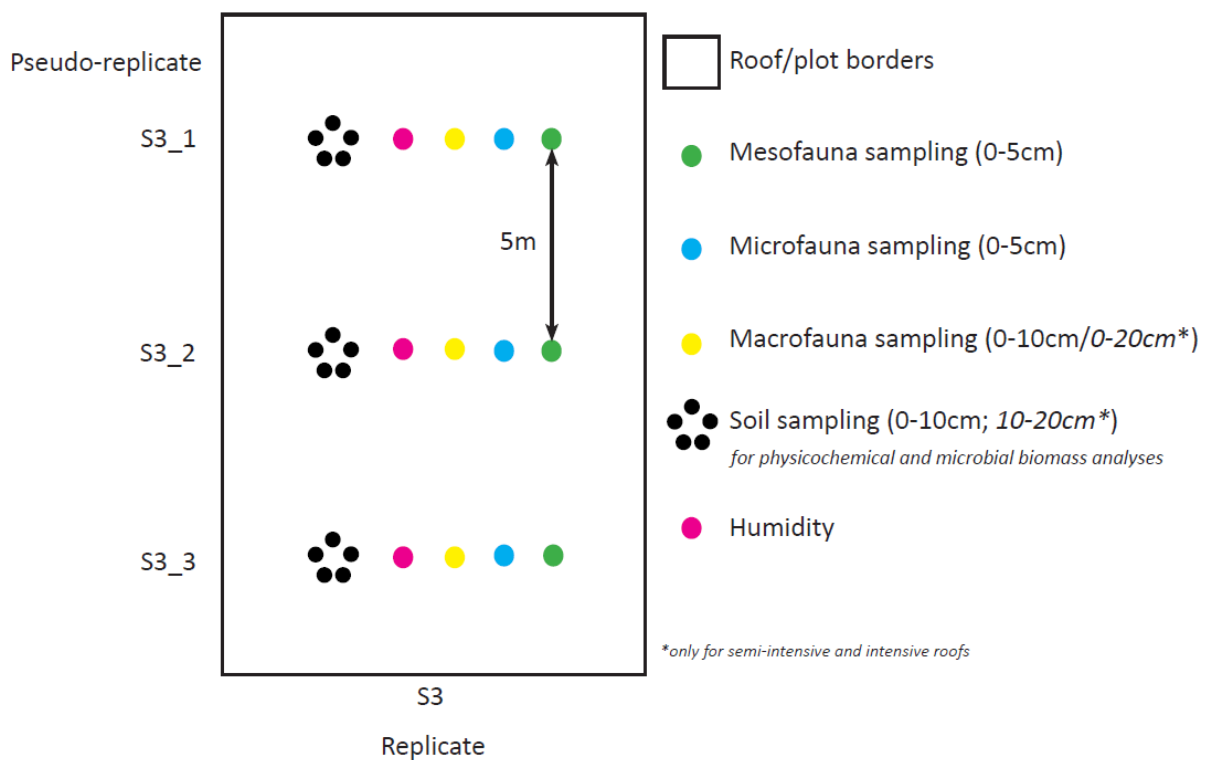 Pseudo-replicate
S3_1
S3_2
S3_3
5m
S3
Replicate
Roof/plot borders
Mesofauna sampling (0-5cm)
Microfauna sampling (0-5cm)
Macrofauna sampling (0-10cm/0-20cm*)
Soil sampling (0-10cm; 10-20cm*)
for physicochemical and microbial biomass analyses
Humidity
*only for semi-intensive and intensive roofs